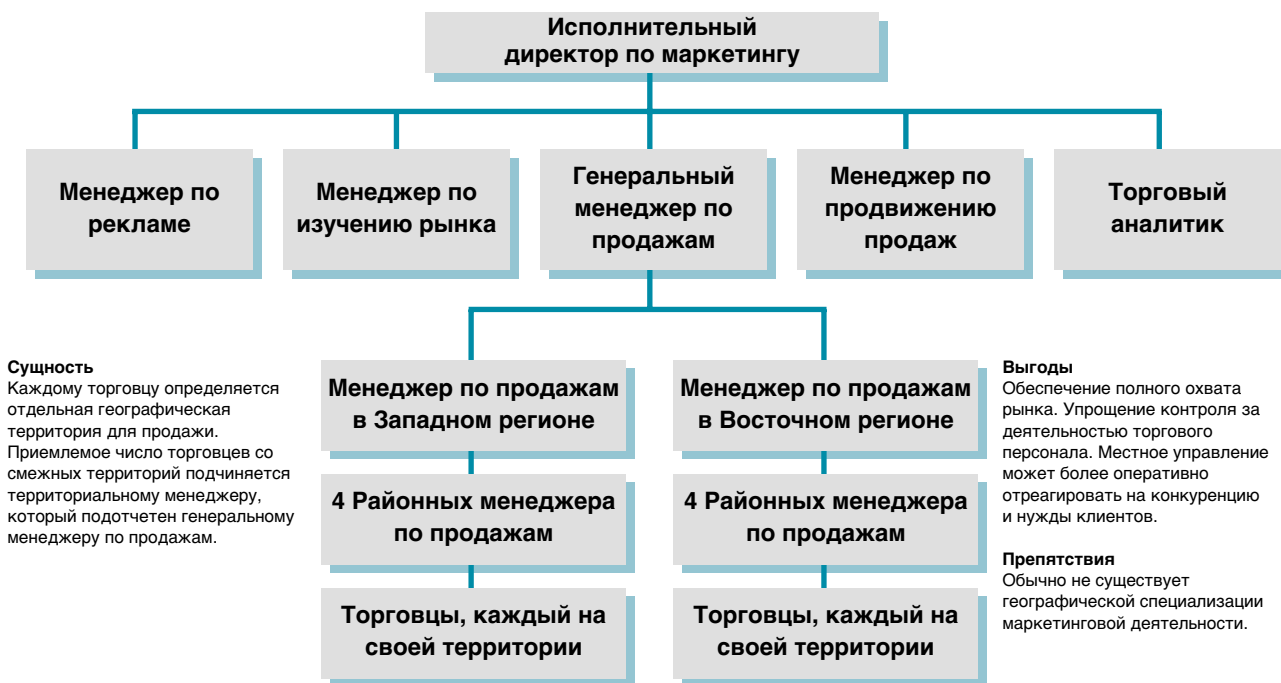 Исполнительный
директор по маркетингу
Менеджер по
рекламе
Менеджер по
изучению рынка
Генеральный
менеджер по
продажам
Менеджер по
продвижению
продаж
Торговый
аналитик
Сущность
Каждому торговцу определяется
отдельная географическая
территория для продажи.
Приемлемое число торговцев со
смежных территорий подчиняется
территориальному менеджеру,
который подотчетен генеральному
менеджеру по продажам.
Менеджер по продажам
в Западном регионе
4 Районных менеджера
по продажам
Торговцы, каждый на
своей территории
Менеджер по продажам
в Восточном регионе
4 Районных менеджера
по продажам
Торговцы, каждый на
своей территории
Выгоды
Обеспечение полного охвата
рынка. Упрощение контроля за
деятельностью торгового
персонала. Местное управление
может более оперативно
отреагировать на конкуренцию
и нужды клиентов.
Препятствия
Обычно не существует
географической специализации
маркетинговой деятельности.